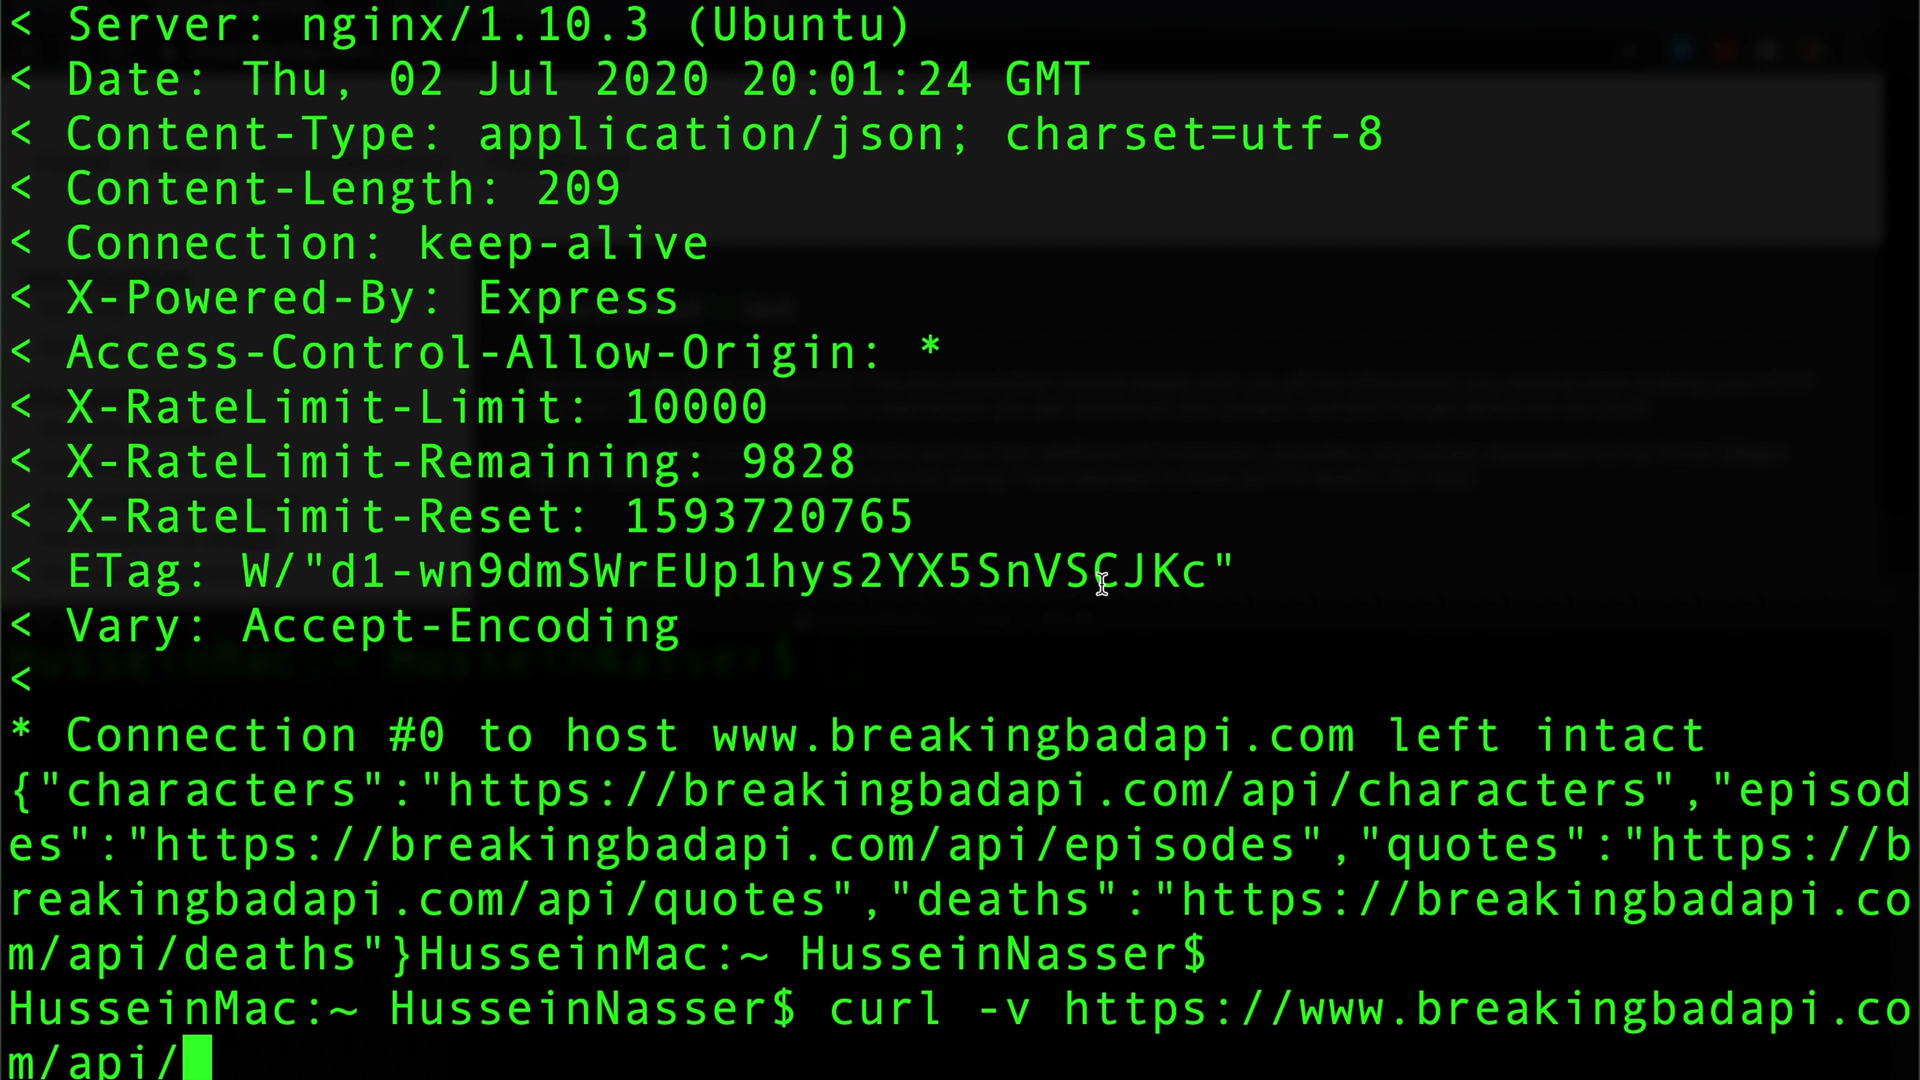 < Server: nginx/1.10.3 (Ubuntu)
< Date: Thu, 02 Jul 2020 20:01:24 GMT
< Content-Type: application/json; charset=utf-8
< Content-Length: 209
< Connection: keep-alive
< X-Powered-By: Express
< Access-Control-Allow-Origin: *
< X-RateLimit-Limit: 10000
< X-RateLimit-Remaining: 9828
< X-RateLimit-Reset: 1593720765
< ETag: W/"d1-wn9dmSWrEUp1hys2YX5SnVSCJKc"
< Vary: Accept-Encoding
<
* Connection #0 to host www.breakingbadapi.com left intact
{"characters":"https://breakingbadapi.com/api/characters","episod
es":"https://breakingbadapi.com/api/episodes","quotes":"https://b
reakingbadapi.com/api/quotes","deaths":"https://breakingbadapi.co
m/api/deaths"}HusseinMac:~ HusseinNasser$
HusseinMac:~ HusseinNasser$ curl -v https://www.breakingbadapi.co
m/api/